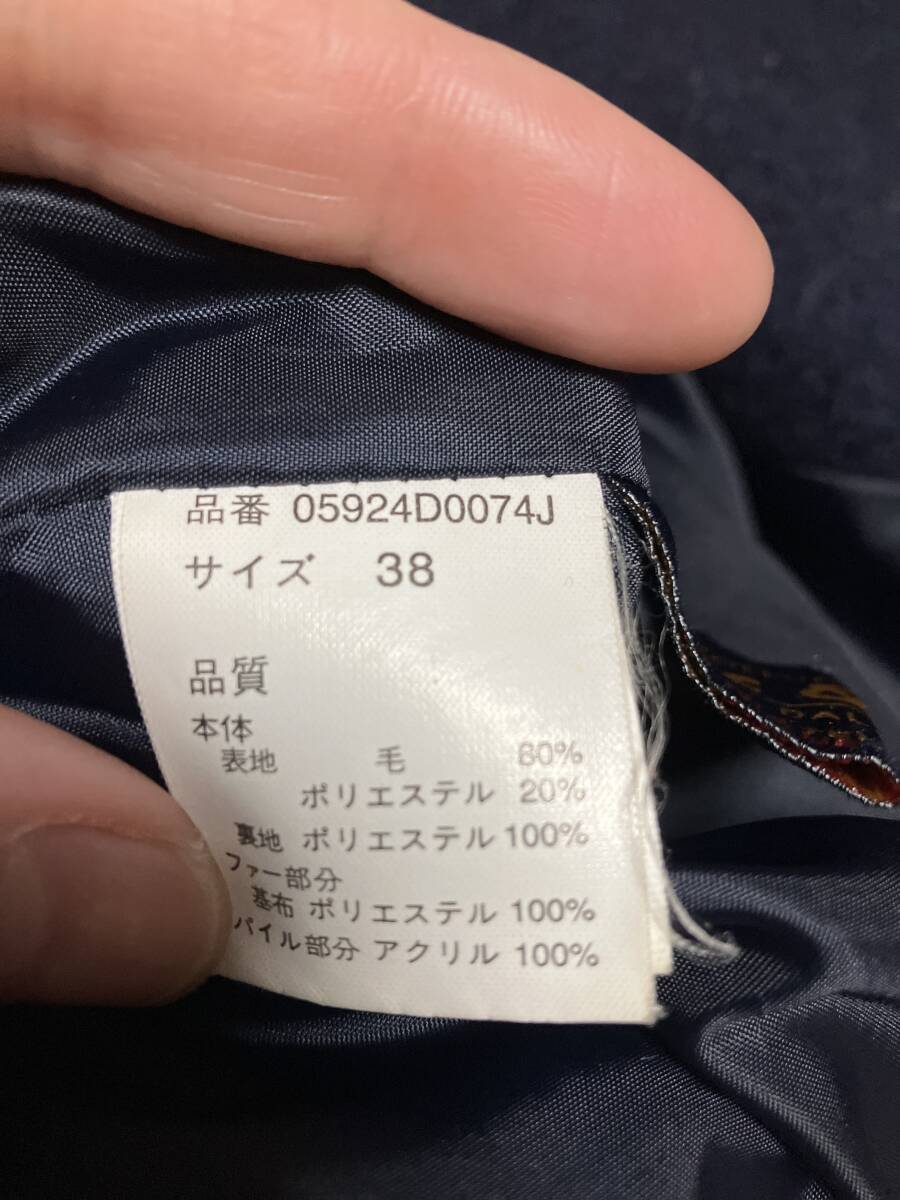 品番 05924D0074J
サイズ 38
品質
本体
表地 毛 80%
ポリエステル 20%
裏地 ポリエステル 100%
ファー部分
基布 ポリエステル 100%
パイル部分 アクリル 100%